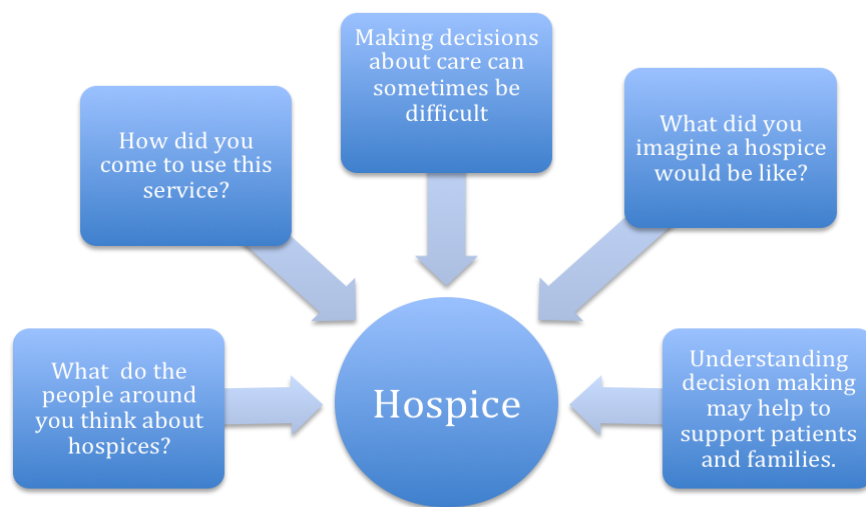 Making decisions
about care can
sometimes be
difficult
How did you
come to use this
service?
What did you
imagine a hospice
would be like?
What do the
people around
you think about
hospices?
Hospice
Understanding
decision making
may help to
support patients
and families.